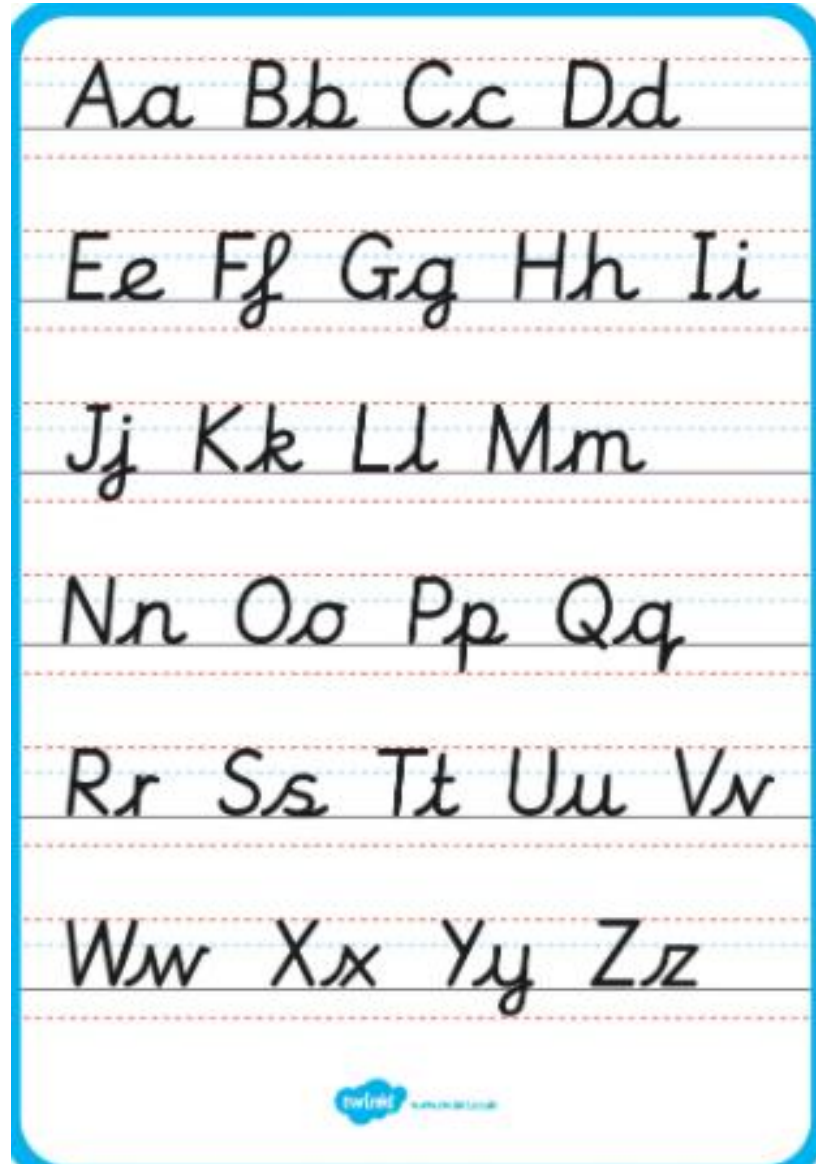 Aa Bb Cc Dd
Ee Ff Gg Hh Ii
Jj Kk Ll Mm
Nn Oo Pp Qq
Rr Ss Tt Uu Vv
Ww Xx Yy Zz
twinkl